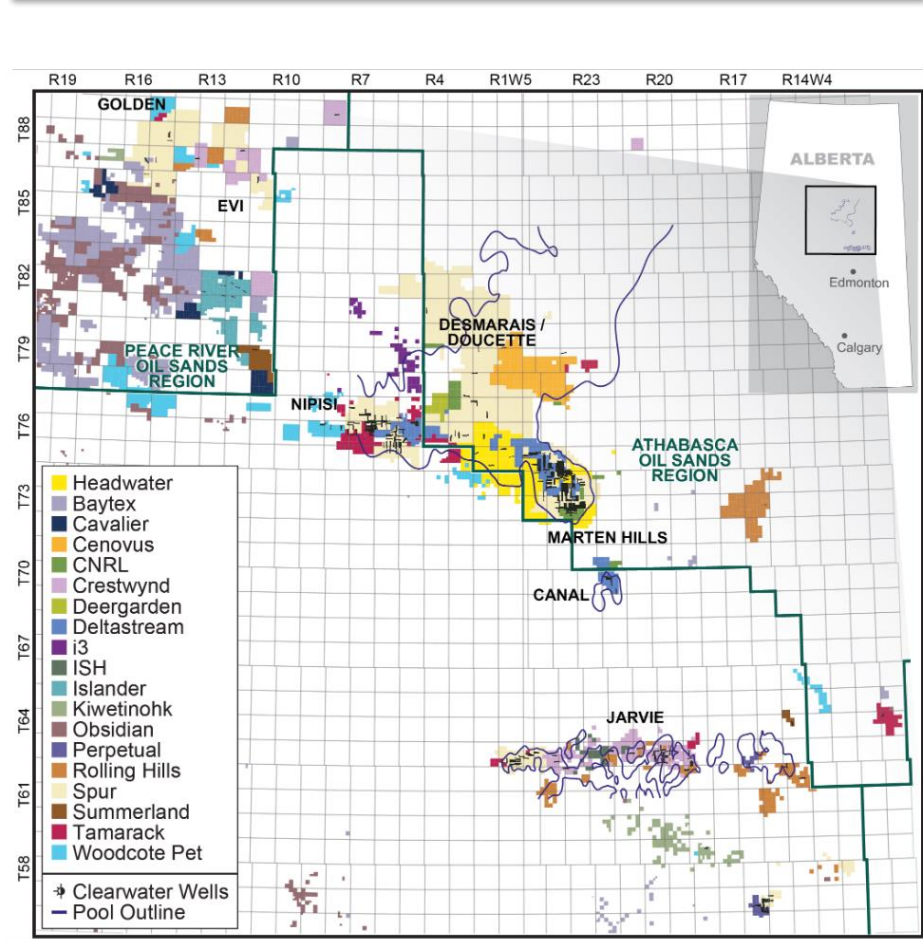 R19 R16 R13 R10 R7 R4 R1W5 R23 R20 R17 R14W4
T88
T85
T82
T79
T76
T73
T70
T67
T64
T61
T58
GOLDEN
EVI
PEACE RIVER
OIL SANDS
REGION
NIPISI
DESMARAIS /
DOUCETTE
ATHABASCA
OIL SANDS
REGION
MARTEN HILLS
CANAL
JARVIE
ALBERTA
Edmonton
Calgary
Headwater
Baytex
Cavalier
Cenovus
CNRL
Crestwynd
Deergarden
Deltastream
i3
ISH
Islander
Kiwetinohk
Obsidian
Perpetual
Rolling Hills
Spur
Summerland
Tamarack
Woodcote Pet
Clearwater Wells
Pool Outline